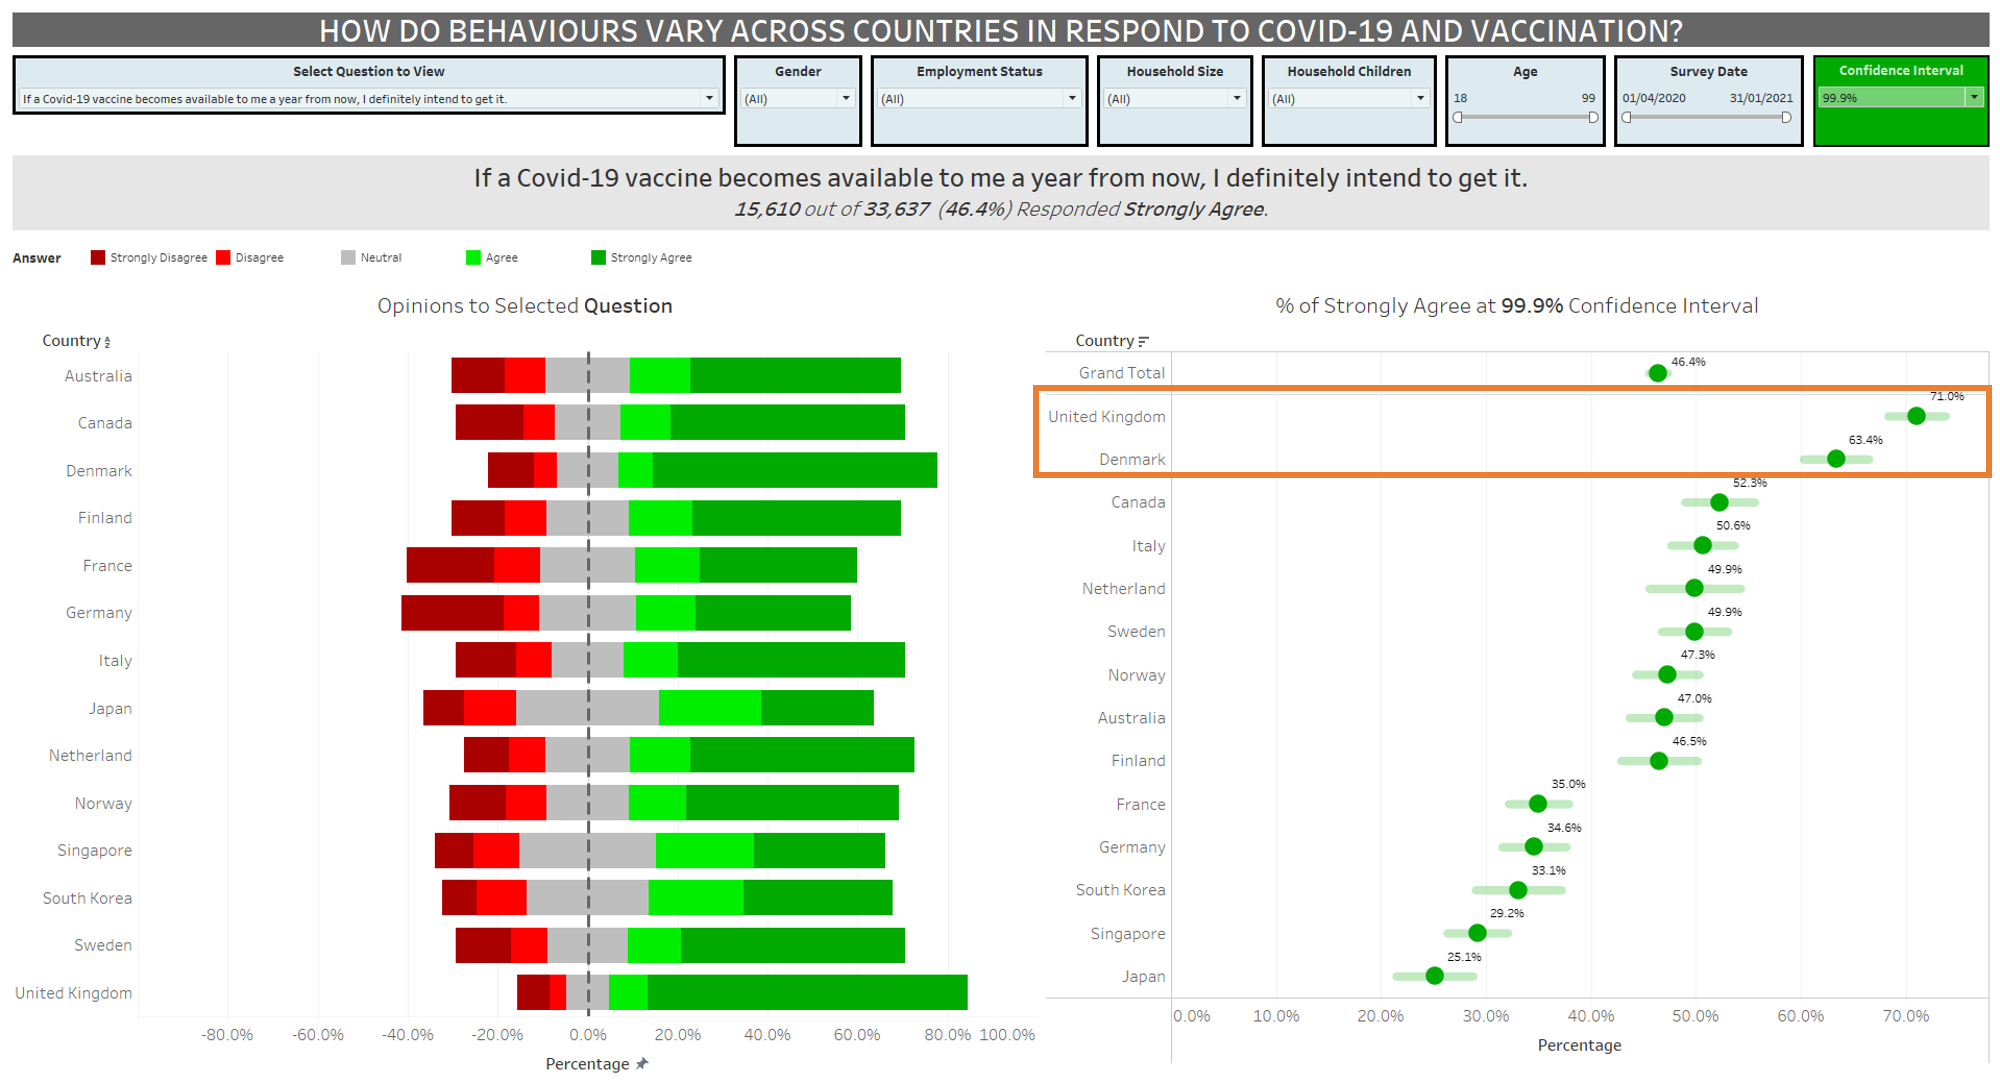 HOW DO BEHAVIOURS VARY ACROSS COUNTRIES IN RESPOND TO COVID-19 AND VACCINATION?
Select Question to View
If a Covid-19 vaccine becomes available to me a year from now, I definitely intend to get it.
Gender
(All)
Employment Status
(All)
Household Size
(All)
Household Children
(All)
Age
18 99
Survey Date
01/04/2020 31/01/2021
Confidence Interval
99.9%
If a Covid-19 vaccine becomes available to me a year from now, I definitely intend to get it.
15,610 out of 33,637 (46.4%) Responded Strongly Agree.
Answer Strongly Disagree Disagree Neutral Agree Strongly Agree
Opinions to Selected Question
Country
Australia
Canada
Denmark
Finland
France
Germany
Italy
Japan
Netherland
Norway
Singapore
South Korea
Sweden
United Kingdom
-80.0% -60.0% -40.0% -20.0% 0.0% 20.0% 40.0% 60.0% 80.0% 100.0%
Percentage
% of Strongly Agree at 99.9% Confidence Interval
Country
Grand Total 46.4%
United Kingdom 71.0%
Denmark 63.4%
Canada 52.3%
Italy 50.6%
Netherland 49.9%
Sweden 49.9%
Norway 47.3%
Australia 47.0%
Finland 46.5%
France 35.0%
Germany 34.6%
South Korea 33.1%
Singapore 29.2%
Japan 25.1%
0.0% 10.0% 20.0% 30.0% 40.0% 50.0% 60.0% 70.0%
Percentage